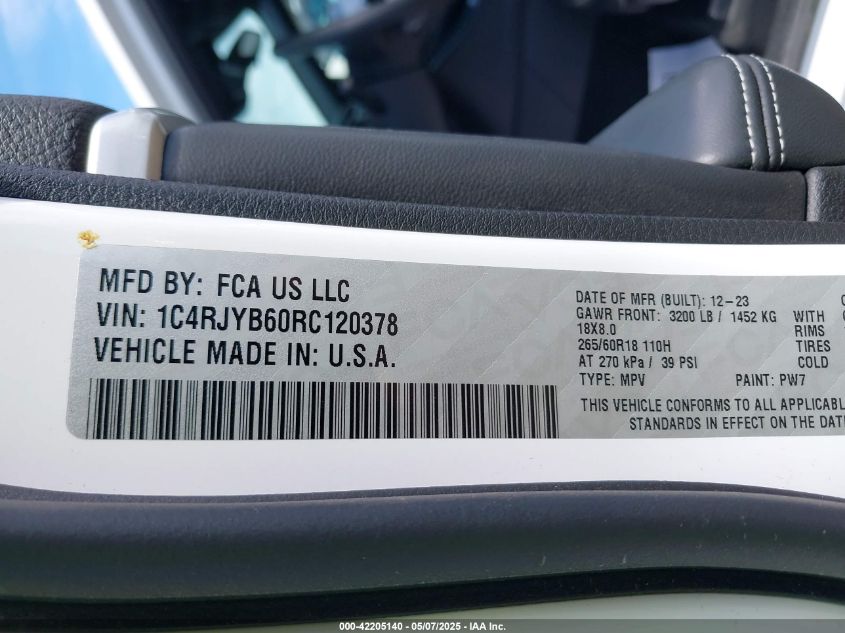 MFD BY: FCA US LLC
VIN: 1C4RJYB60RC120378
VEHICLE MADE IN: U.S.A.
DATE OF MFR (BUILT): 12-23
GAWR FRONT: 3200 LB / 1452 KG WITH
18X8.0 RIMS
265/60R18 110H TIRES
AT 270 kPa / 39 PSI COLD
TYPE: MPV PAINT: PW7
THIS VEHICLE CONFORMS TO ALL
STANDARDS IN EFFECT ON THE
000-42205140 - 05/07/2025 - IAA Inc.